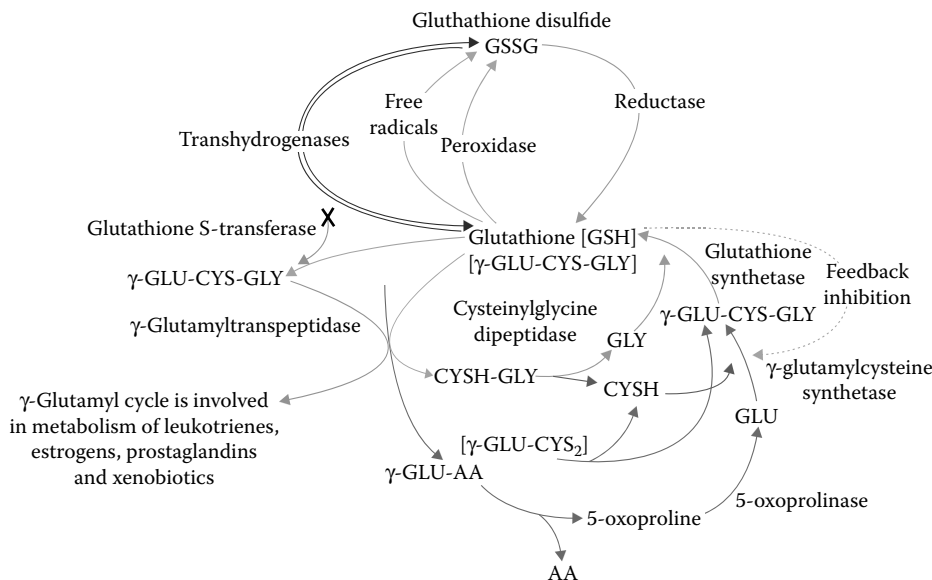 Gluthathione disulfide
GSSG
Free
radicals
Reductase
Transhydrogenases
Peroxidase
X
Glutathione S-transferase
Glutathione [GSH]
[γ-GLU-CYS-GLY]
Glutathione
synthetase
Feedback
inhibition
γ-GLU-CYS-GLY
γ-Glutamyltranspeptidase
Cysteinylglycine
dipeptidase
γ-GLU-CYS-GLY
GLY
CYSH-GLY
CYSH
γ-glutamylcysteine
synthetase
GLU
γ-Glutamyl cycle is involved
in metabolism of leukotrienes,
estrogens, prostaglandins
and xenobiotics
[γ-GLU-CYS₂]
γ-GLU-AA
5-oxoprolinase
5-oxoproline
AA